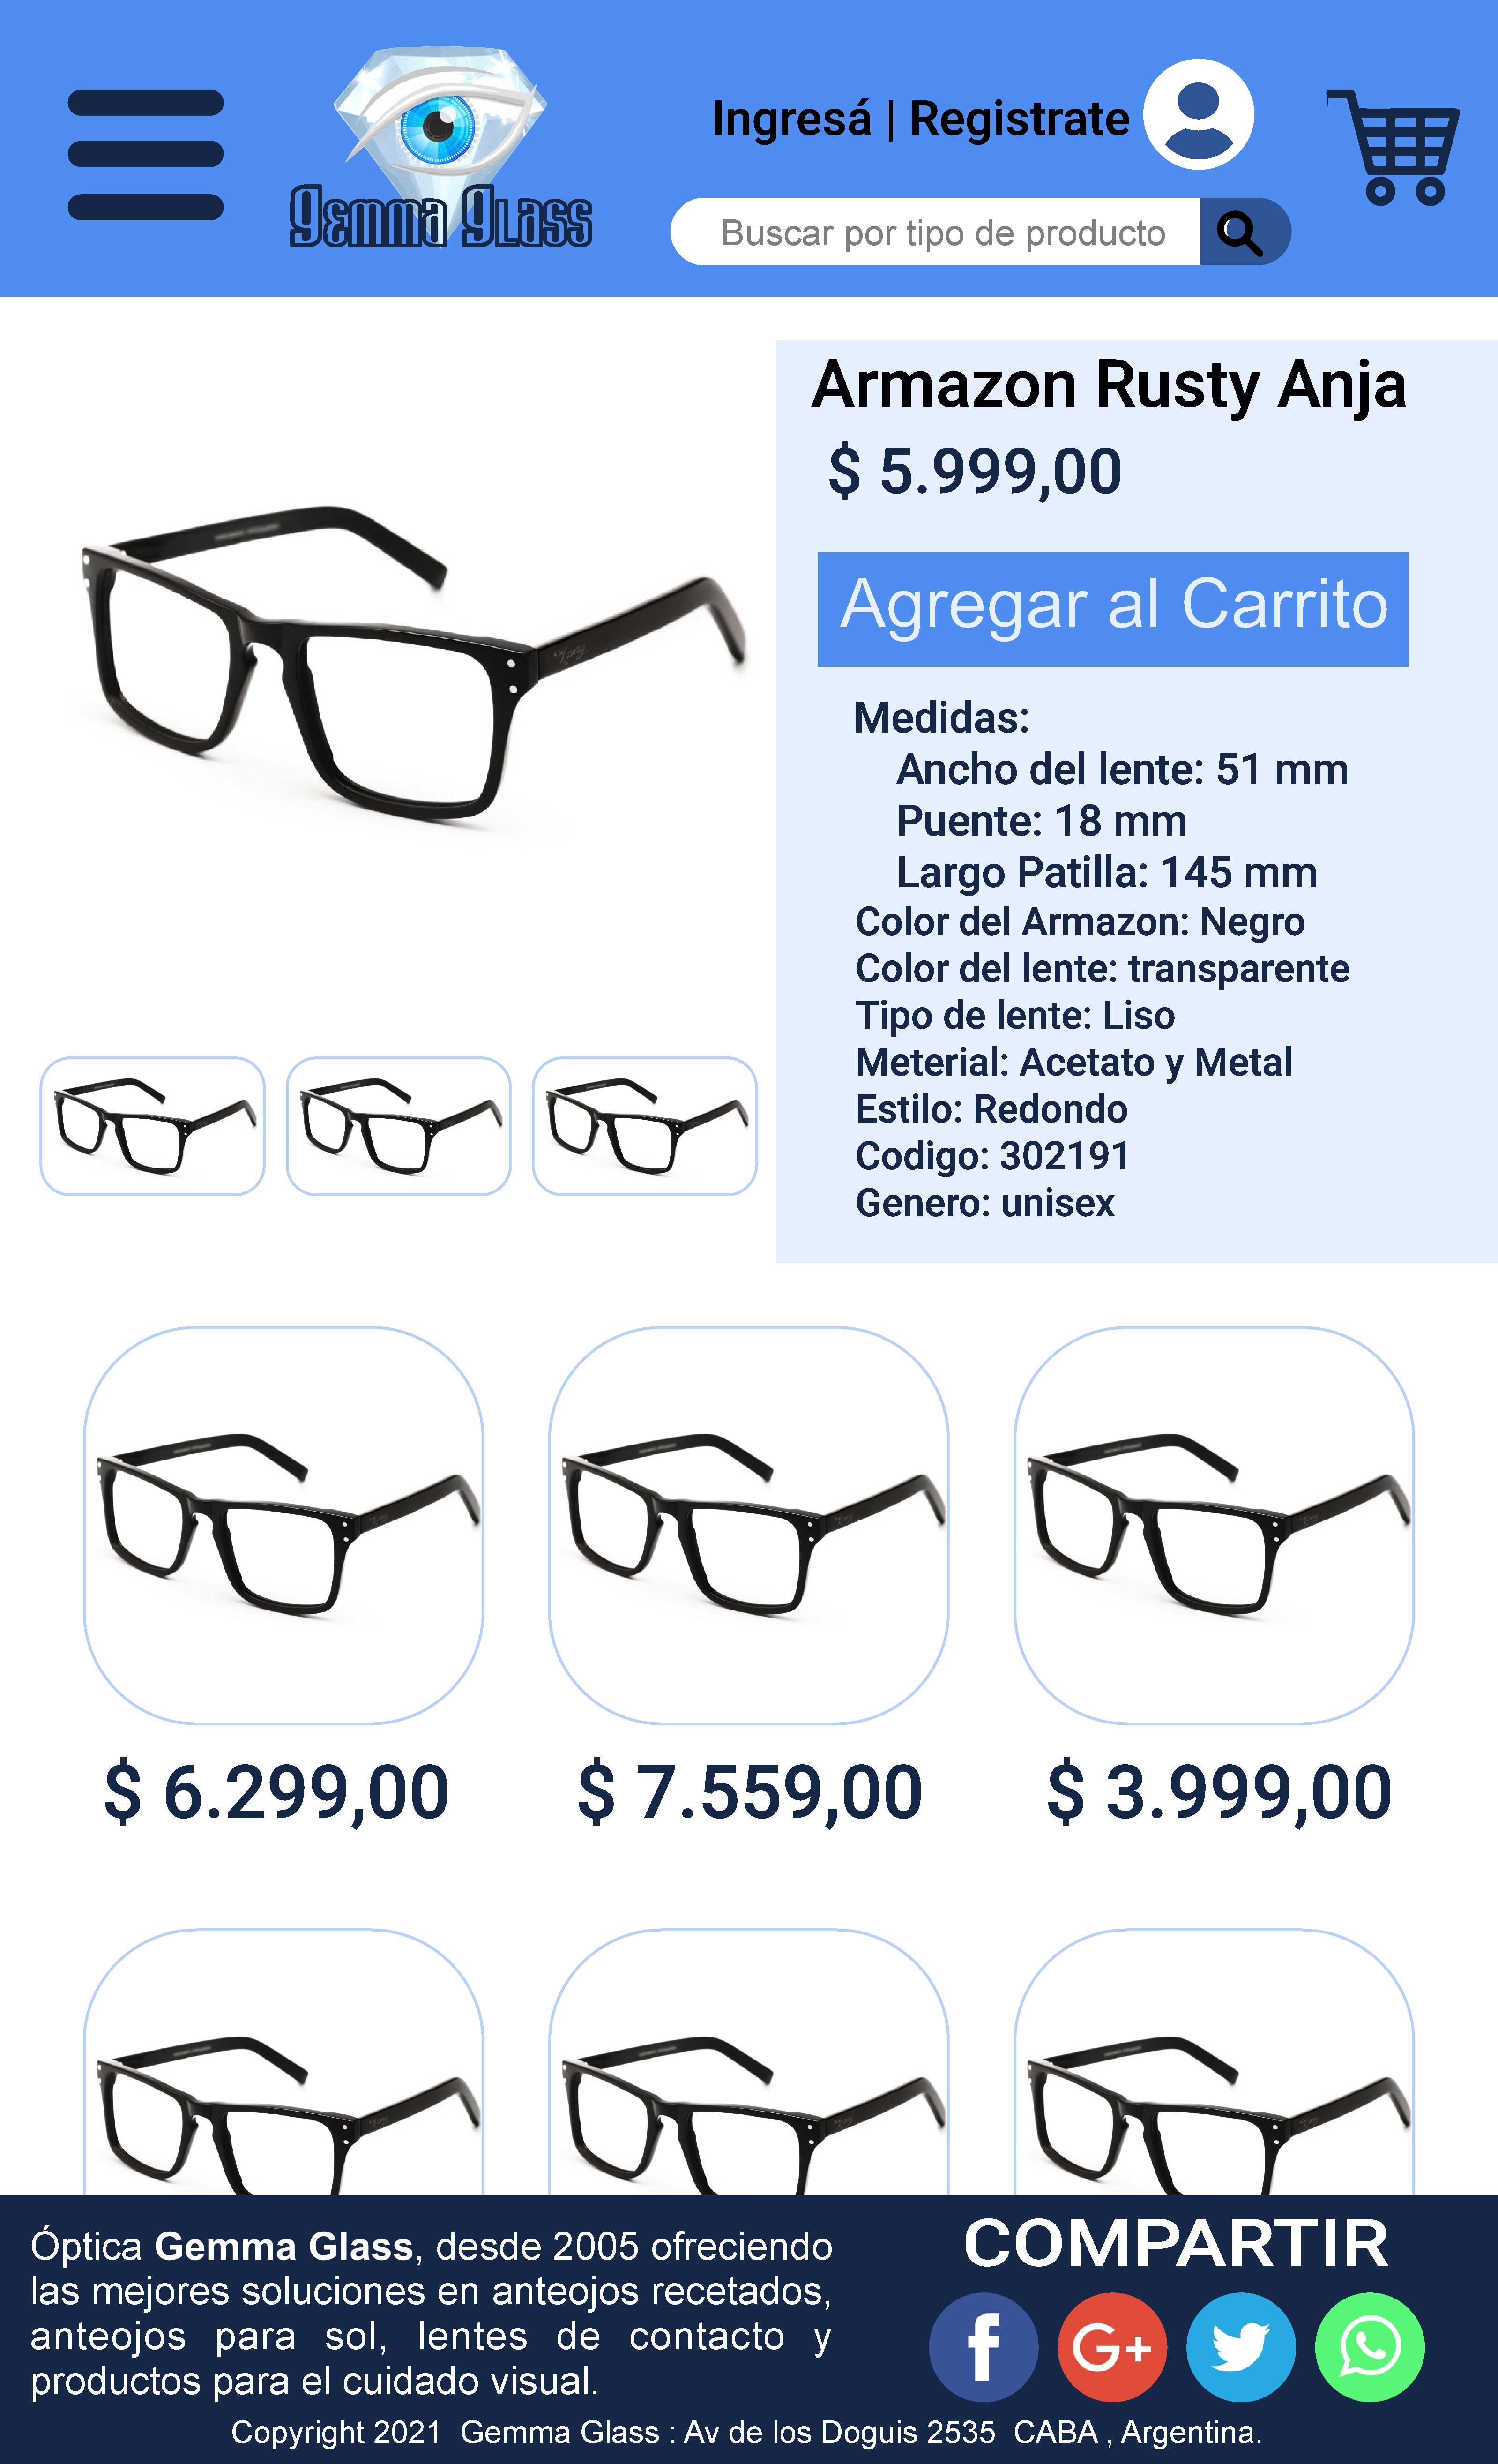 Ingresá | Registrate
gemma glass
Buscar por tipo de producto
Armazon Rusty Anja
$ 5.999,00
Agregar al Carrito
Medidas:
Ancho del lente: 51 mm
Puente: 18 mm
Largo Patilla: 145 mm
Color del Armazon: Negro
Color del lente: transparente
Tipo de lente: Liso
Meterial: Acetato y Metal
Estilo: Redondo
Codigo: 302191
Genero: unisex
$ 6.299,00
$ 7.559,00
$ 3.999,00
Óptica Gemma Glass, desde 2005 ofreciendo
las mejores soluciones en anteojos recetados,
anteojos para sol, lentes de contacto y
productos para el cuidado visual.
COMPARTIR
f
G+
Copyright 2021 Gemma Glass : Av de los Doguis 2535 CABA , Argentina.